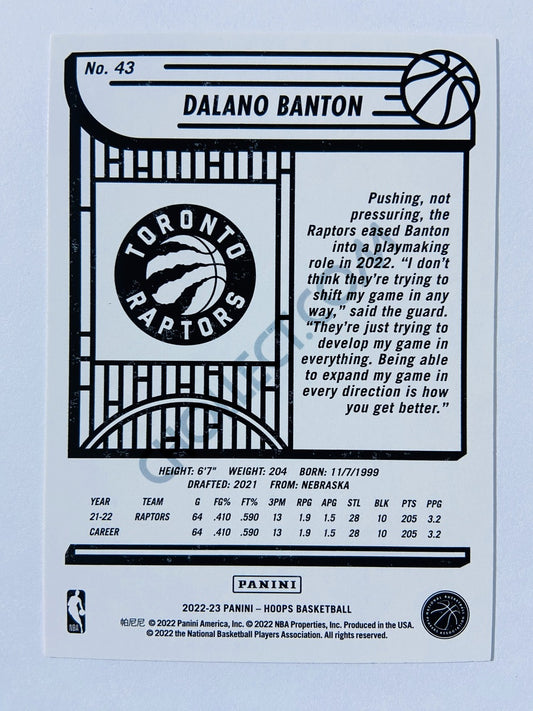 No. 43
DALANO BANTON
TORONTO
RAPTORS
Pushing, not
pressuring, the
Raptors eased Banton
into a playmaking
role in 2022. “I don’t
think they’re trying to
shift my game in any
way,” said the guard.
“They’re just trying to
develop my game in
everything. Being able
to expand my game in
every direction is how
you get better.”
HEIGHT: 6'7" WEIGHT: 204 BORN: 11/7/1999
DRAFTED: 2021 FROM: NEBRASKA
YEAR TEAM G FG% FT% 3PM RPG APG STL BLK PTS PPG
21-22 RAPTORS 64 .410 .590 13 1.9 1.5 28 10 205 3.2
CAREER 64 .410 .590 13 1.9 1.5 28 10 205 3.2
PANINI
2022-23 PANINI – HOOPS BASKETBALL
帕尼尼 © 2022 Panini America, Inc. © 2022 NBA Properties, Inc. Produced in the USA.
© 2022 the National Basketball Players Association. All rights reserved.
NBA
NATIONAL BASKETBALL
PLAYERS ASSOCIATION